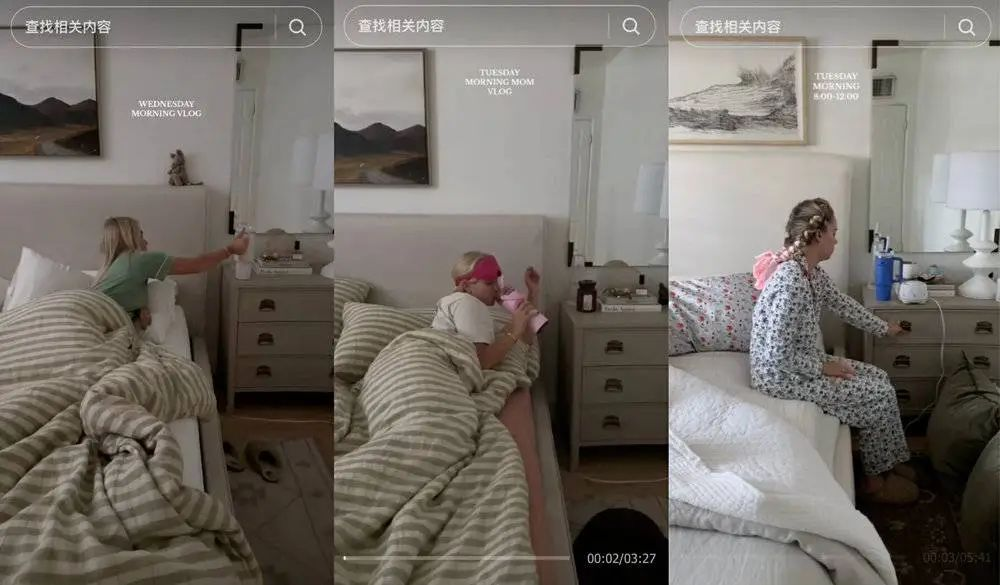 查找相关内容
WEDNESDAY
MORNING VLOG
查找相关内容
TUESDAY
MORNING MOM
VLOG
00:02/03:27
查找相关内容
TUESDAY
MORNING
8:00-12:00
00:03/05:41